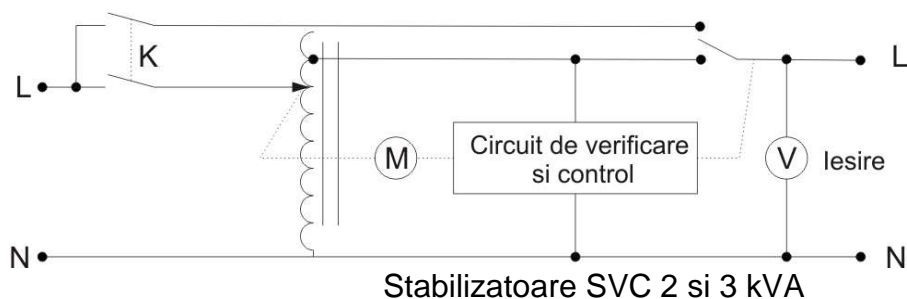 K
L
L
M
Circuit de verificare
si control
V
Iesire
N
N
Stabilizatoare SVC 2 si 3 kVA